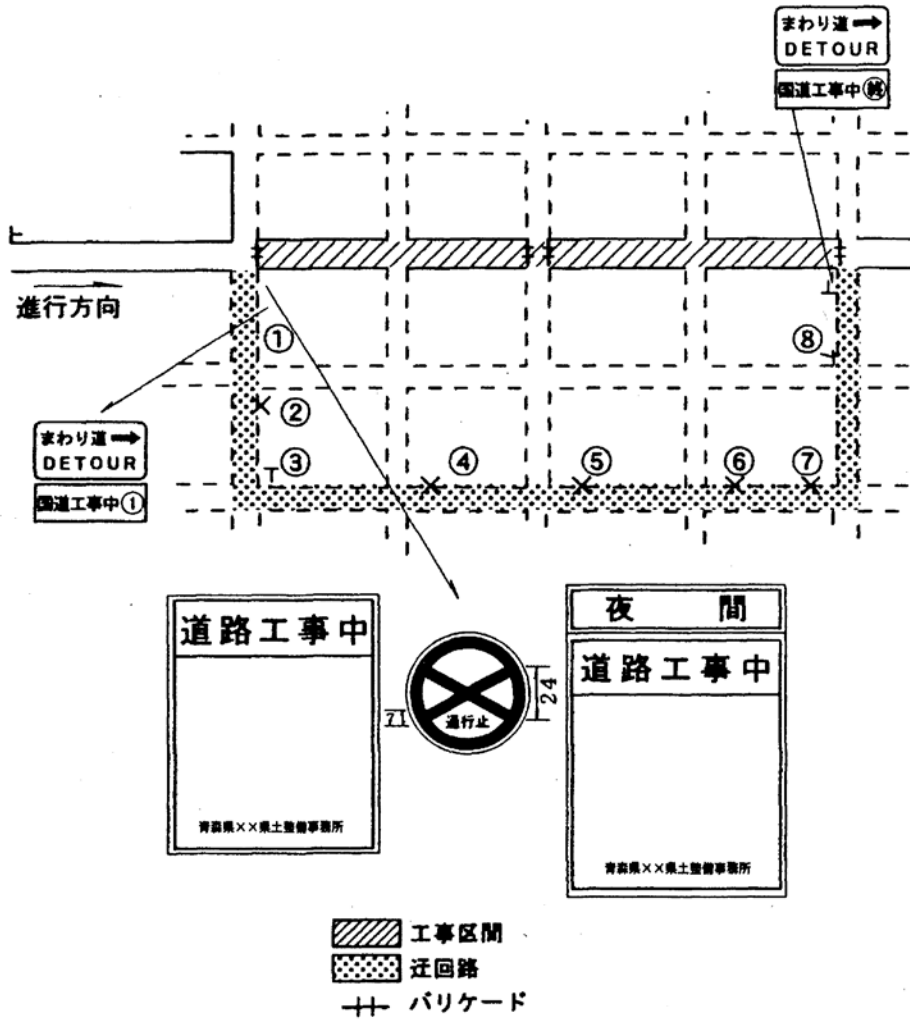 まわり道➡
DETOUR
国道工事中㊡
進行方向
①
⑧
②
まわり道➡
DETOUR
国道工事中①
③
④
⑤
⑥
⑦
道路工事中
青森県××県土整備事務所
通行止
71
24
夜間
道路工事中
青森県××県土整備事務所
工事区間
迂回路
バリケード